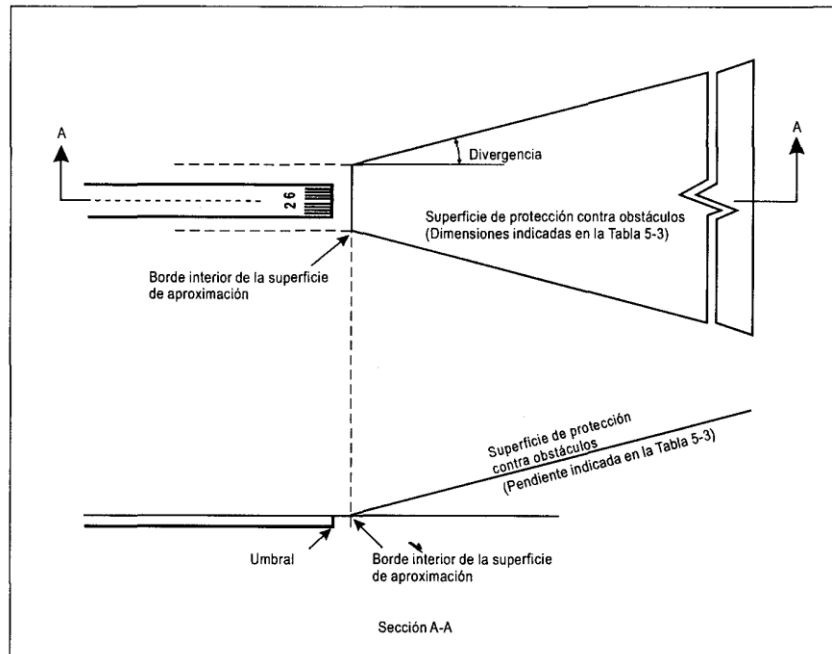 A
A
Divergencia
26
Superficie de protección contra obstáculos
(Dimensiones indicadas en la Tabla 5-3)
Borde interior de la superficie
de aproximación
Superficie de protección
contra obstáculos
(Pendiente indicada en la Tabla 5-3)
Umbral
Borde interior de la superficie
de aproximación
Sección A-A